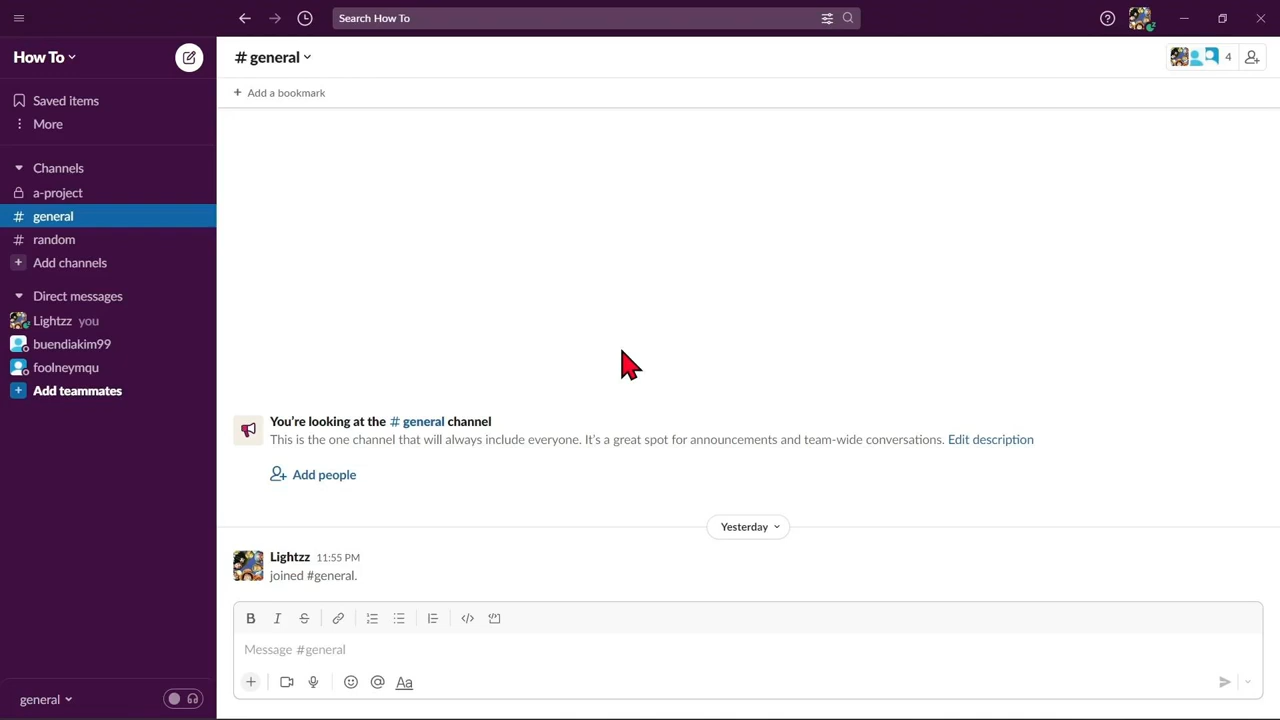 Search How To
How To
# general
4
Add a bookmark
Saved items
More
Channels
a-project
# general
# random
+ Add channels
Direct messages
Lightzz you
buendiakim99
foolneymqu
+ Add teammates
You’re looking at the # general channel
This is the one channel that will always include everyone. It’s a great spot for announcements and team-wide conversations. Edit description
Add people
Yesterday
Lightzz 11:55 PM
joined #general.
B I S
Message #general
+ @ Aa
general